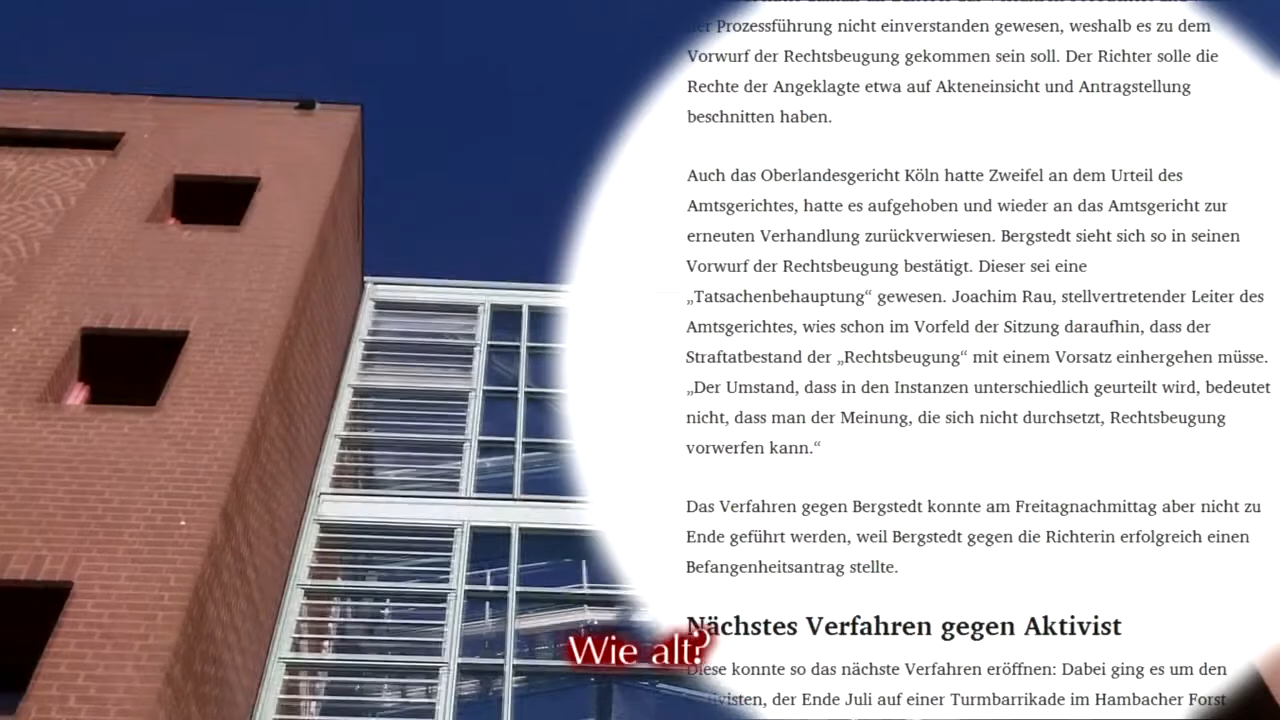 der Prozessführung nicht einverstanden gewesen, weshalb es zu dem
Vorwurf der Rechtsbeugung gekommen sein soll. Der Richter solle die
Rechte der Angeklagte etwa auf Akteneinsicht und Antragstellung
beschnitten haben.
Auch das Oberlandesgericht Köln hatte Zweifel an dem Urteil des
Amtsgerichtes, hatte es aufgehoben und wieder an das Amtsgericht zur
erneuten Verhandlung zurückverwiesen. Bergstedt sieht sich so in seinen
Vorwurf der Rechtsbeugung bestätigt. Dieser sei eine
„Tatsachenbehauptung“ gewesen. Joachim Rau, stellvertretender Leiter des
Amtsgerichtes, wies schon im Vorfeld der Sitzung daraufhin, dass der
Straftatbestand der „Rechtsbeugung“ mit einem Vorsatz einhergehen müsse.
„Der Umstand, dass in den Instanzen unterschiedlich geurteilt wird, bedeutet
nicht, dass man der Meinung, die sich nicht durchsetzt, Rechtsbeugung
vorwerfen kann.“
Das Verfahren gegen Bergstedt konnte am Freitagnachmittag aber nicht zu
Ende geführt werden, weil Bergstedt gegen die Richterin erfolgreich einen
Befangenheitsantrag stellte.
Nächstes Verfahren gegen Aktivist
Wie alt?
Diese konnte so das nächste Verfahren eröffnen: Dabei ging es um den
der Ende Juli auf einer Turmbarrikade im Hambacher Forst